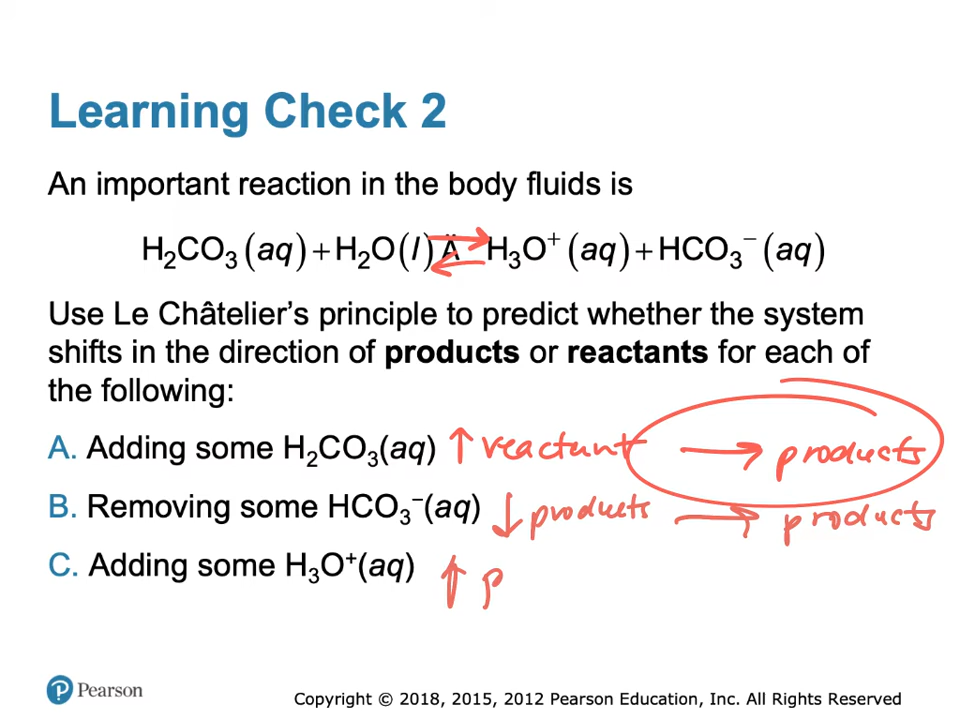 Learning Check 2
An important reaction in the body fluids is
H₂CO₃(aq) + H₂O(l) Ä H₃O⁺(aq) + HCO₃⁻(aq)
Use Le Châtelier’s principle to predict whether the system
shifts in the direction of products or reactants for each of
the following:
A. Adding some H₂CO₃(aq) ↑ reactant → products
B. Removing some HCO₃⁻(aq) ↓ products → products
C. Adding some H₃O⁺(aq) ↑ p
Pearson
Copyright © 2018, 2015, 2012 Pearson Education, Inc. All Rights Reserved